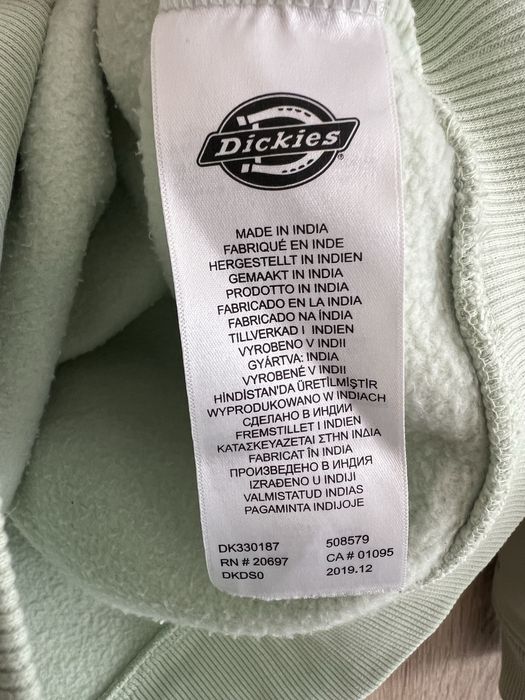 Dickies
MADE IN INDIA
FABRIQUÉ EN INDE
HERGESTELLT IN INDIEN
GEMAAKT IN INDIA
PRODOTTO IN INDIA
FABRICADO EN LA INDIA
FABRICADO NA ÍNDIA
TILLVERKAD I INDIEN
VYROBENO V INDII
GYÁRTVA: INDIA
VYROBENÉ V INDII
HİNDİSTAN'DA ÜRETİLMİŞTİR
WYPRODUKOWANO W INDIACH
СДЕЛАНО В ИНДИИ
FREMSTILLET I INDIEN
ΚΑΤΑΣΚΕΥΑΖΕΤΑΙ ΣΤΗΝ ΙΝΔΙΑ
FABRICAT ÎN INDIA
ПРОИЗВЕДЕНО В ИНДИЯ
IZRAĐENO U INDIJI
VALMISTATUD INDIAS
PAGAMINTA INDIJOJE
DK330187 508579
RN # 20697 CA # 01095
DKDS0 2019.12